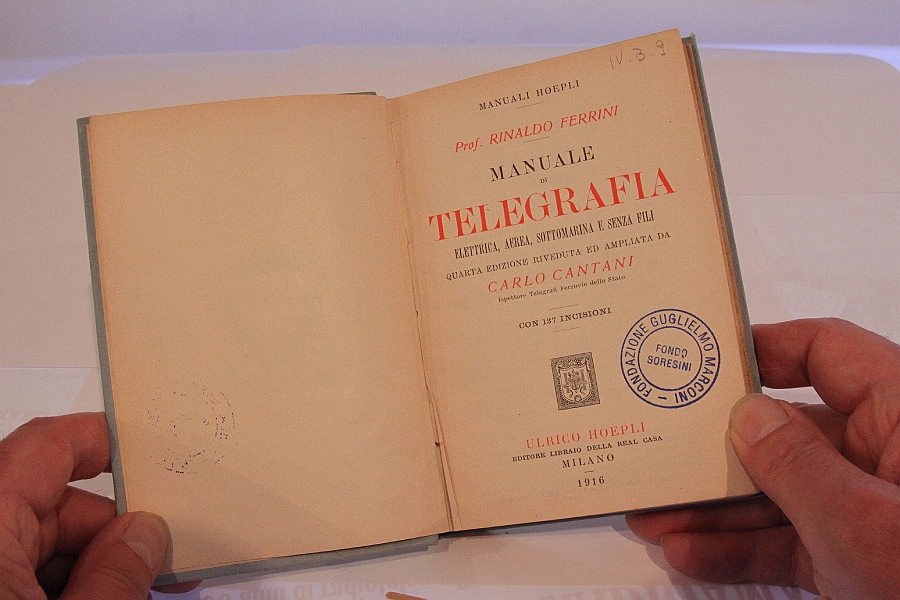 IV. B. 9
MANUALI HOEPLI
Prof. RINALDO FERRINI
MANUALE
DI
TELEGRAFIA
ELETTRICA, AEREA, SOTTOMARINA E SENZA FILI
QUARTA EDIZIONE RIVEDUTA ED AMPLIATA DA
CARLO CANTANI
Ispettore Telegrafi Ferrovie dello Stato
CON 137 INCISIONI
FONDAZIONE GUGLIELMO MARCONI
FONDO
SORESINI
ULRICO HOEPLI
EDITORE LIBRAIO DELLA REAL CASA
MILANO
1916